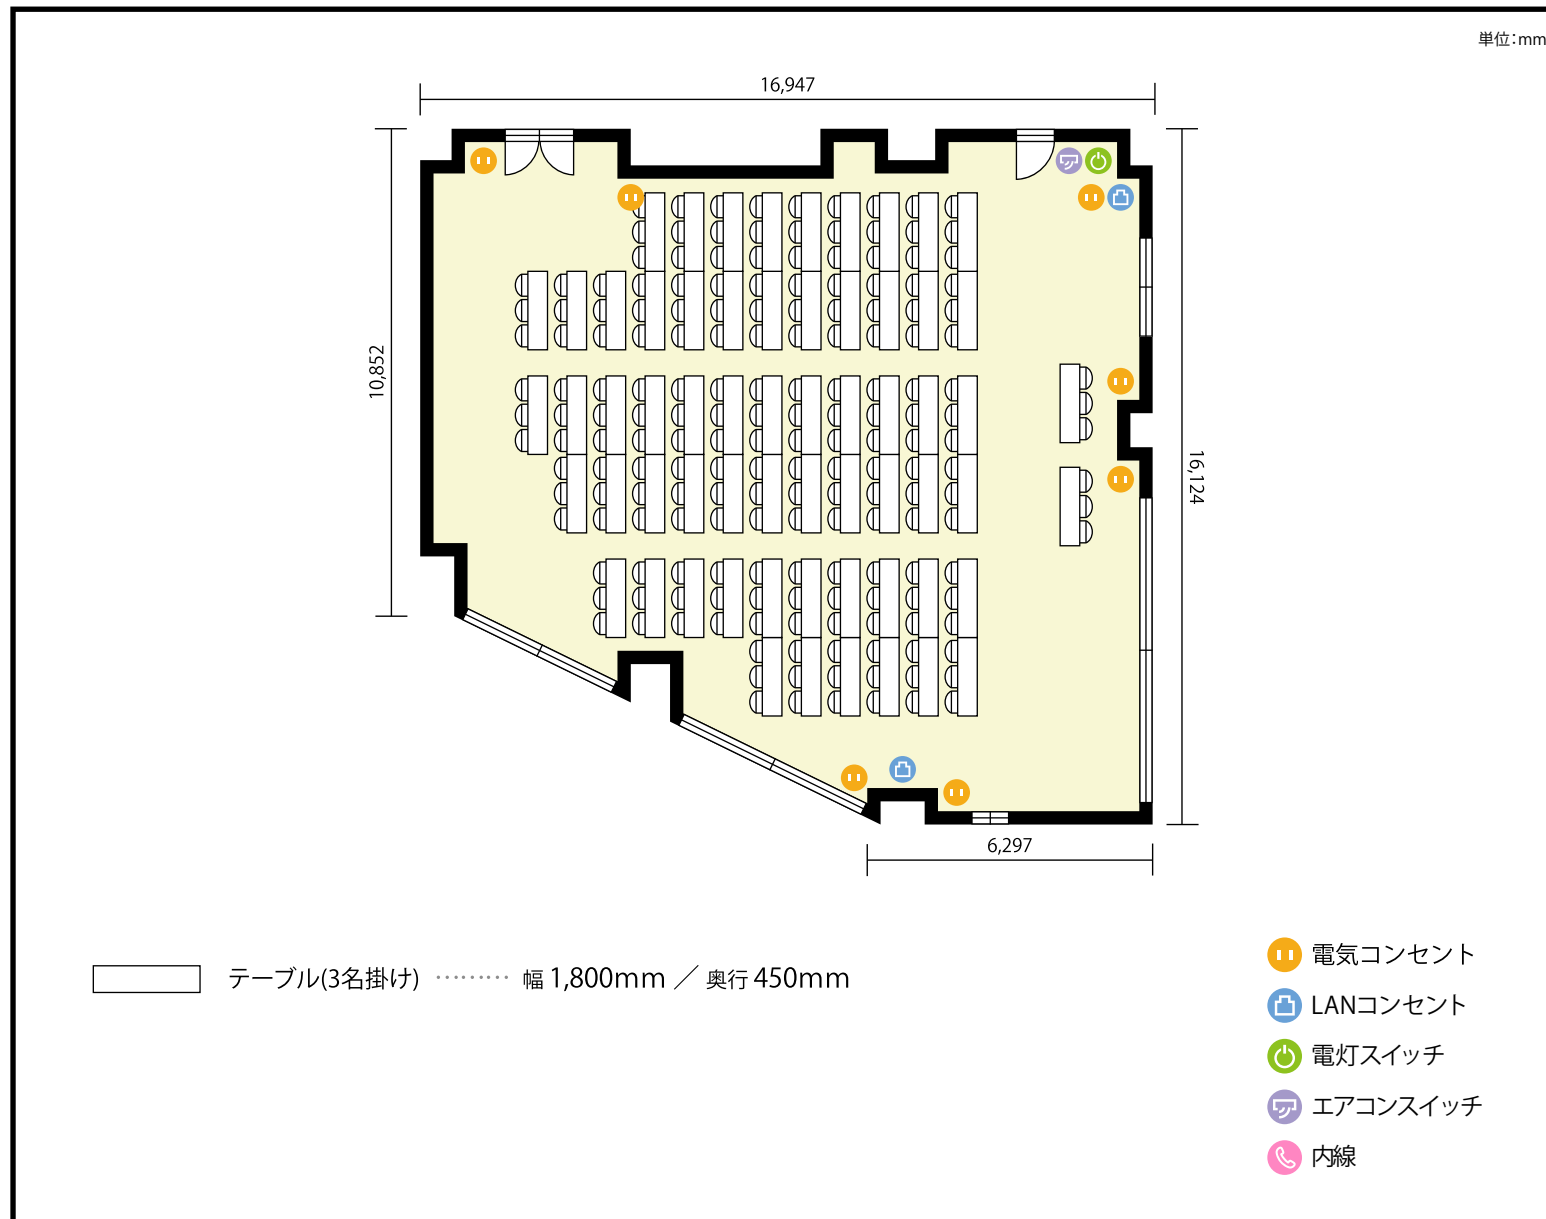 単位:mm
16,947
10,852
16,124
6,297
テーブル(3名掛け) ········· 幅 1,800mm ／ 奥行 450mm
電気コンセント
LANコンセント
電灯スイッチ
エアコンスイッチ
内線